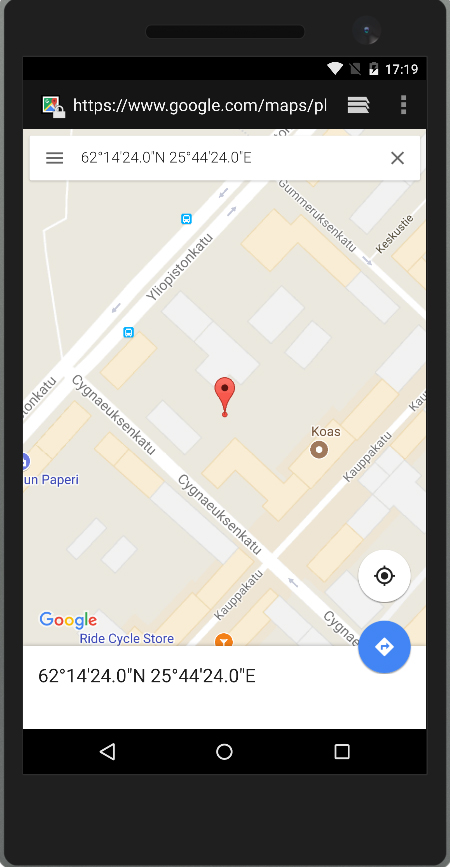 17:19
https://www.google.com/maps/pl
62°14'24.0"N 25°44'24.0"E
Gummeruksenkatu
Keskustie
Yliopistonkatu
Cygnaeuksenkatu
Koas
Kauppakatu
un Paperi
Cygnaeuksenkatu
Kauppakatu
Google
Ride Cycle Store
Cygnae
62°14'24.0"N 25°44'24.0"E